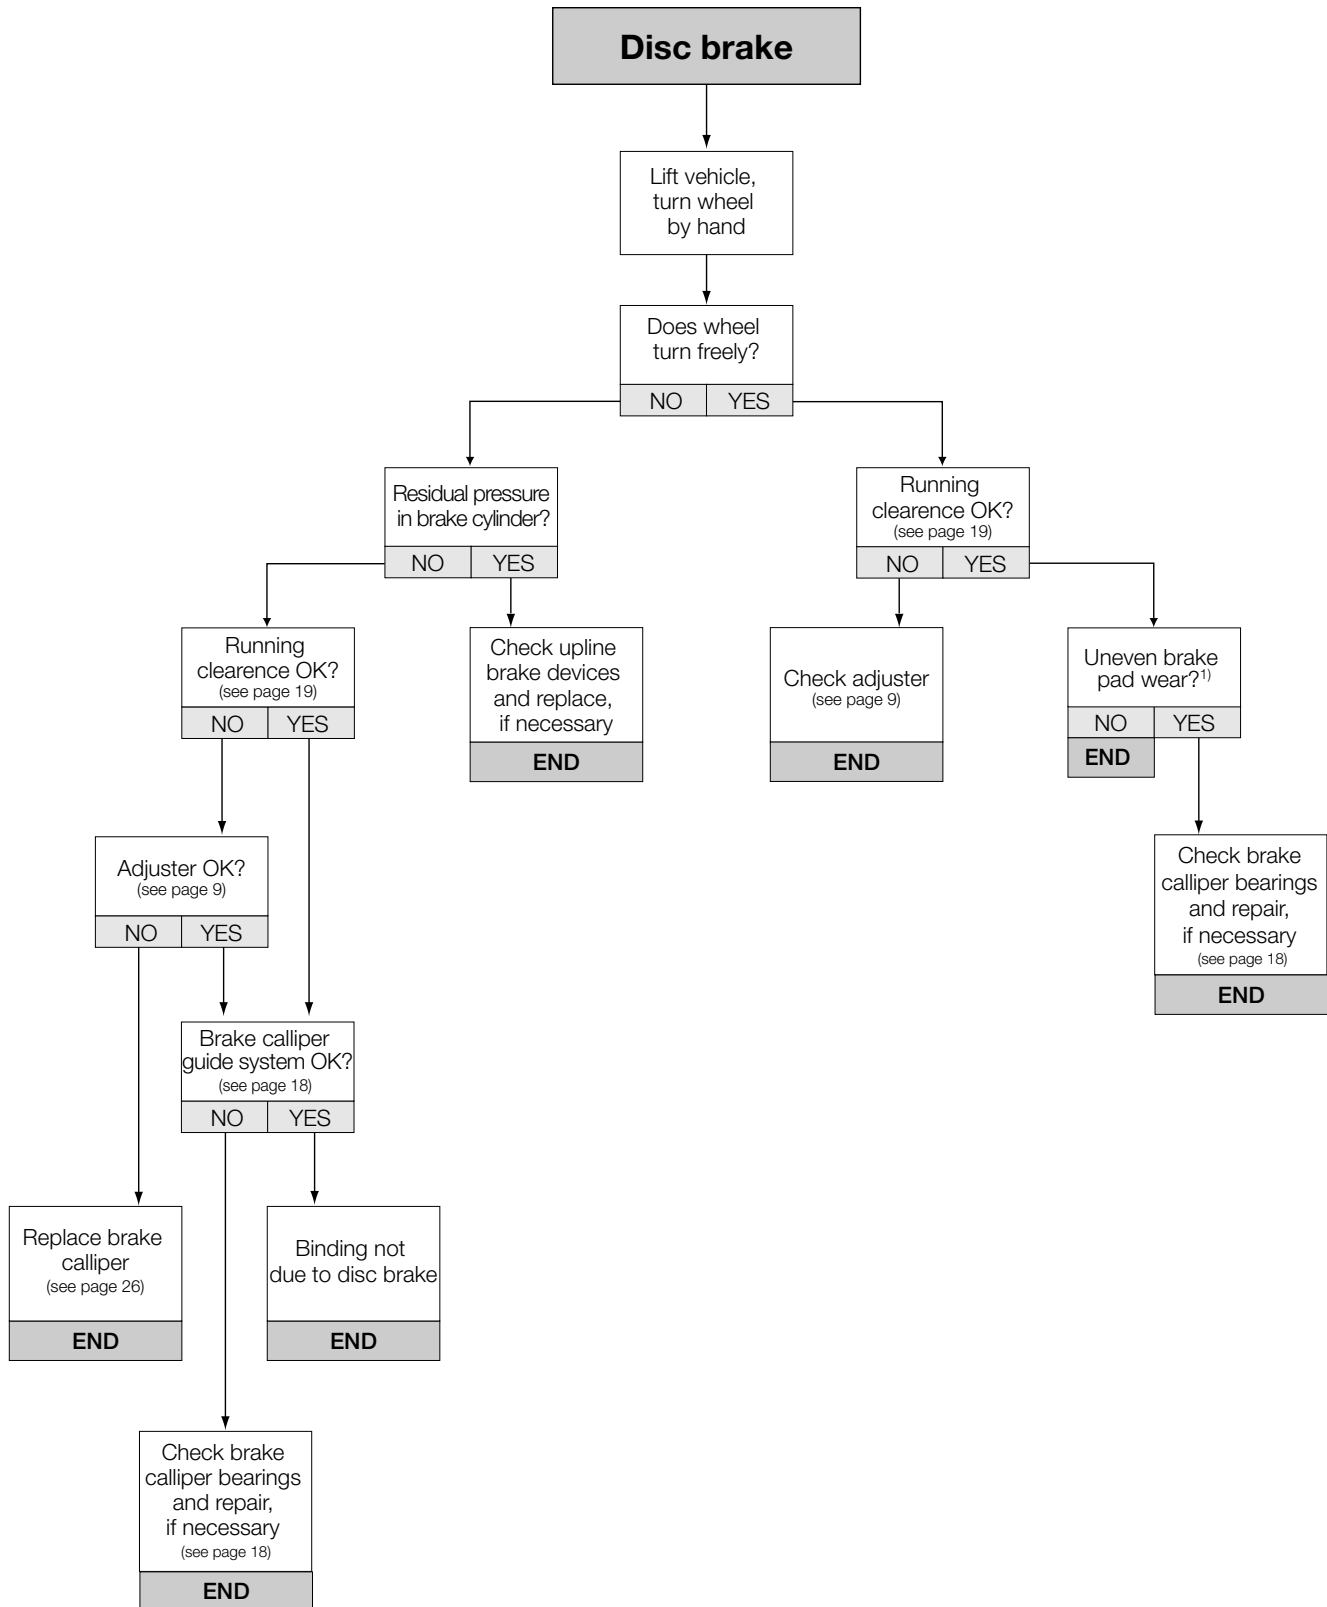 Disc brake
Lift vehicle,
turn wheel
by hand
Does wheel
turn freely?
NO YES
Residual pressure
in brake cylinder?
NO YES
Running
clearence OK?
(see page 19)
NO YES
Running
clearence OK?
(see page 19)
NO YES
Check upline
brake devices
and replace,
if necessary
END
Check adjuster
(see page 9)
END
Uneven brake
pad wear?1)
NO YES
END
Adjuster OK?
(see page 9)
NO YES
Check brake
calliper bearings
and repair,
if necessary
(see page 18)
END
Brake calliper
guide system OK?
(see page 18)
NO YES
Replace brake
calliper
(see page 26)
END
Binding not
due to disc brake
END
Check brake
calliper bearings
and repair,
if necessary
(see page 18)
END